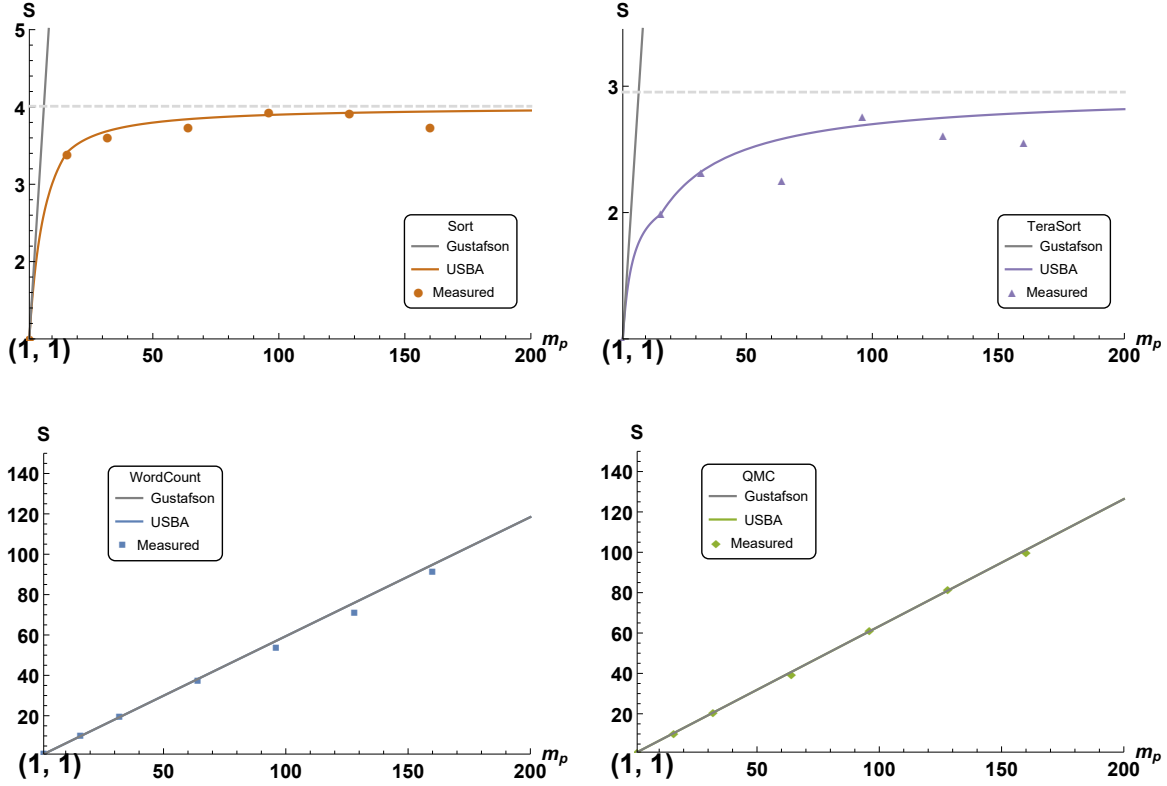 S
5
4
3
2
Sort
Gustafson
USBA
Measured
(1, 1)
50
100
150
200
m_p
S
3
2
TeraSort
Gustafson
USBA
Measured
(1, 1)
50
100
150
200
m_p
S
140
120
100
80
60
40
20
WordCount
Gustafson
USBA
Measured
(1, 1)
50
100
150
200
m_p
S
140
120
100
80
60
40
20
QMC
Gustafson
USBA
Measured
(1, 1)
50
100
150
200
m_p